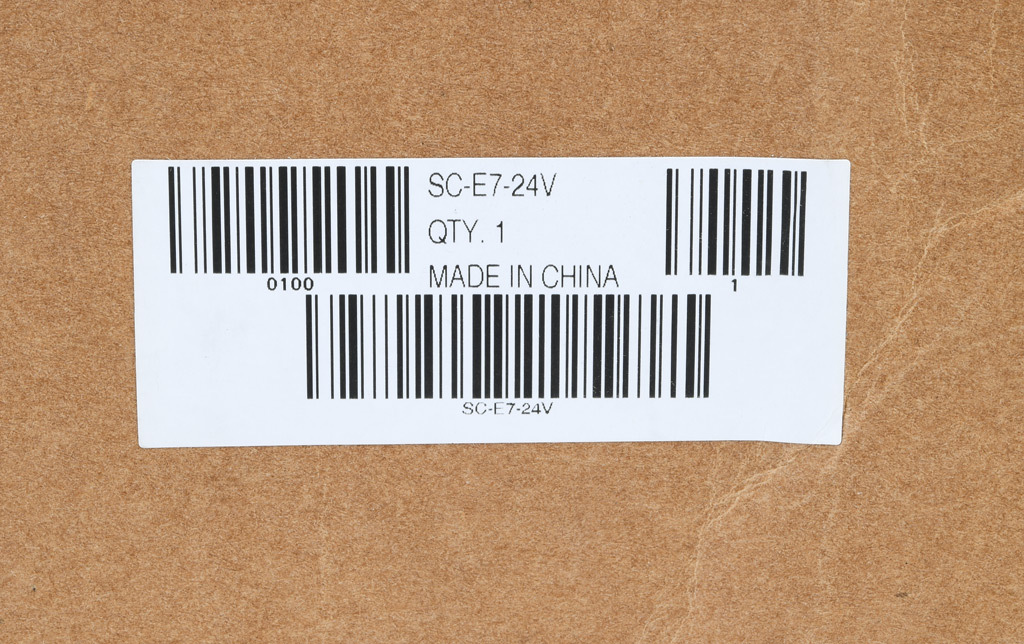 SC-E7-24V
QTY. 1
MADE IN CHINA
0100
1
SC-E7-24V